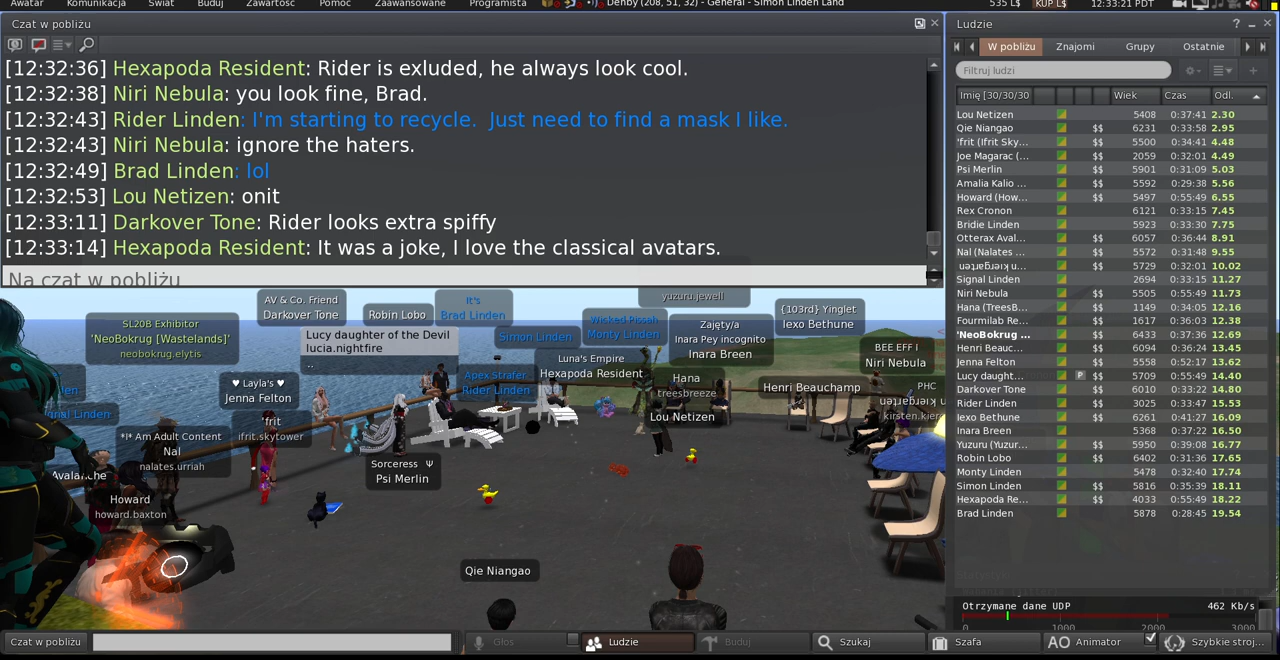 Awatar Komunikacja Świat Buduj Zawartość Pomoc Zaawansowane Programista Denby (208, 51, 32) - General - Simon Linden Land 535 L$ KUP L$ 12:33:21 PDT
Czat w pobliżu
[12:32:36] Hexapoda Resident: Rider is exluded, he always look cool.
[12:32:38] Niri Nebula: you look fine, Brad.
[12:32:43] Rider Linden: I'm starting to recycle.  Just need to find a mask I like.
[12:32:43] Niri Nebula: ignore the haters.
[12:32:49] Brad Linden: lol
[12:32:53] Lou Netizen: onit
[12:33:11] Darkover Tone: Rider looks extra spiffy
[12:33:14] Hexapoda Resident: It was a joke, I love the classical avatars.
Na czat w pobliżu
SL20B Exhibitor
'NeoBokrug [Wastelands]'
neobokrug.elytis
AV & Co. Friend
Darkover Tone
Robin Lobo
It's
Brad Linden
Lucy daughter of the Devil
lucia.nightfire
..
Simon Linden
Wicked Pissah
Monty Linden
yuzuru.jewell
Zajęty/a
Inara Pey incognito
Inara Breen
{103rd} Yinglet
Iexo Bethune
BEE EFF I
Niri Nebula
Luna's Empire
Hexapoda Resident
Apex Strafer
Rider Linden
♥ Layla's ♥
Jenna Felton
Hana
treesbreeze
Lou Netizen
Henri Beauchamp
PHC
'frit
ifrit.skytower
*I* Am Adult Content
Nal
nalates.urriah
Sorceress Ψ
Psi Merlin
Avalanche
Howard
howard.baxton
Qie Niangao
Ludzie
W pobliżu Znajomi Grupy Ostatnie
Filtruj ludzi
Imię [30/30/30 Wiek Czas Odl.
Lou Netizen 5408 0:37:41 2.30
Qie Niangao $$ 6231 0:33:58 2.95
'frit (Ifrit Sky... $$ 5500 0:34:41 4.48
Joe Magarac (... $$ 2059 0:32:01 4.49
Psi Merlin $$ 5901 0:31:09 5.03
Amalia Kalio ... $$ 5592 0:29:38 5.56
Howard (How... $$ 5497 0:55:49 6.55
Rex Cronon 6121 0:33:15 7.45
Bridie Linden 5923 0:33:30 7.75
Otterax Aval... $$ 6057 0:36:44 8.91
Nal (Nalates ... $$ 5572 0:31:48 9.55
$$ 5729 0:32:01 10.02
Signal Linden 2694 0:33:15 11.27
Niri Nebula $$ 5505 0:55:49 11.73
Hana (TreesB... $$ 1149 0:34:05 12.16
Fourmilab Re... $$ 1617 0:36:03 12.38
'NeoBokrug ... $$ 6433 0:37:36 12.69
Henri Beauc... $$ 6094 0:36:24 13.45
Jenna Felton $$ 5558 0:52:17 13.62
Lucy daught... P $$ 5709 0:55:49 14.40
Darkover Tone $$ 6010 0:33:22 14.80
Rider Linden $$ 3025 0:33:47 15.53
Iexo Bethune $$ 6261 0:41:27 16.09
Inara Breen 5368 0:37:22 16.50
Yuzuru (Yuzur... $$ 5950 0:39:08 16.77
Robin Lobo $$ 6402 0:31:36 17.65
Monty Linden 5478 0:32:40 17.74
Simon Linden $$ 5816 0:35:39 18.11
Hexapoda Re... $$ 4033 0:55:49 18.22
Brad Linden 5878 0:28:45 19.54
Otrzymane dane UDP 462 Kb/s
0 1000 2000 3000
Czat w pobliżu Głos Ludzie Buduj Szukaj Szafa AO Animator Szybkie stroj...